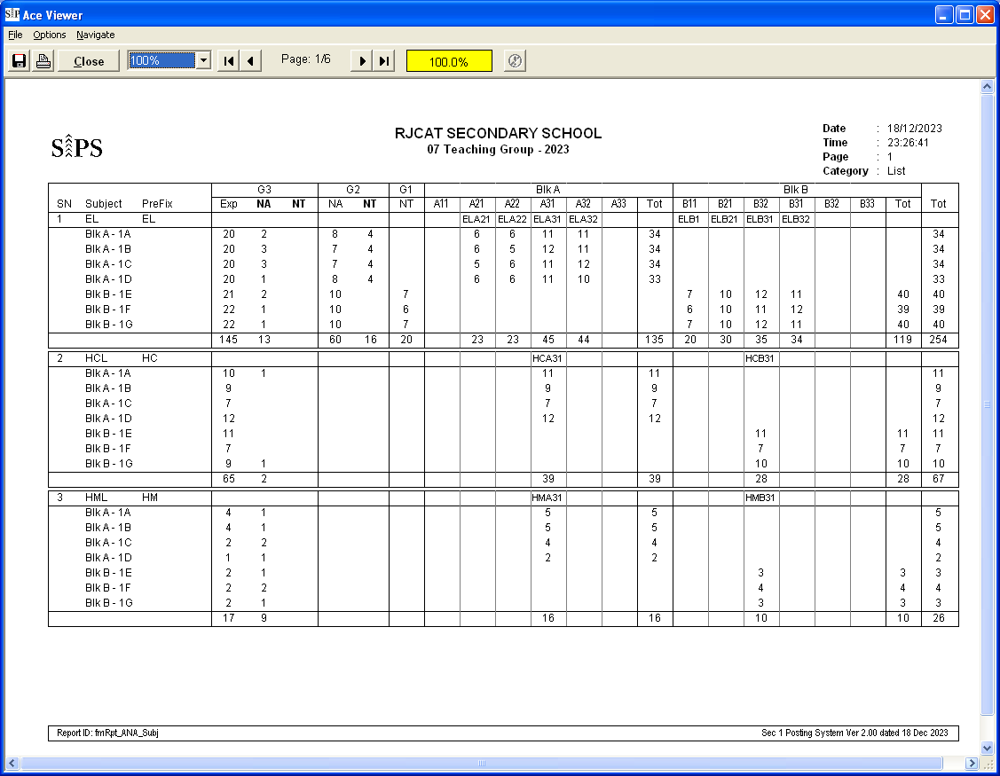 SPS Ace Viewer
File Options Navigate
Close 100% Page: 1/6 100.0%
SPS
RJCAT SECONDARY SCHOOL
07 Teaching Group - 2023
Date : 18/12/2023
Time : 23:26:41
Page : 1
Category : List
G3 G2 G1 Blk A Blk B
SN Subject PreFix Exp NA NT NA NT NT A11 A21 A22 A31 A32 A33 Tot B11 B21 B31 B31 B32 B33 Tot Tot
1 EL EL ELA21 ELA22 ELA31 ELA32 ELB1 ELB21 ELB31 ELB32
Blk A - 1A 20 2 8 4 6 6 11 11 34 34
Blk A - 1B 20 3 7 4 6 5 12 11 34 34
Blk A - 1C 20 3 7 4 5 6 11 12 34 34
Blk A - 1D 20 1 8 4 6 6 11 10 33 33
Blk B - 1E 21 2 10 7 7 10 12 11 40 40
Blk B - 1F 22 1 10 6 6 10 11 12 39 39
Blk B - 1G 22 1 10 7 7 10 12 11 40 40
145 13 60 16 20 23 23 45 44 135 20 30 35 34 119 254
2 HCL HC HCA31 HCB31
Blk A - 1A 10 1 11 11 11
Blk A - 1B 9 9 9 9
Blk A - 1C 7 7 7 7
Blk A - 1D 12 12 12 12
Blk B - 1E 11 11 11 11
Blk B - 1F 7 7 7 7
Blk B - 1G 9 1 10 10 10
65 2 39 39 28 28 67
3 HML HM HMA31 HMB31
Blk A - 1A 4 1 5 5 5
Blk A - 1B 4 1 5 5 5
Blk A - 1C 2 2 4 4 4
Blk A - 1D 1 1 2 2 2
Blk B - 1E 2 1 3 3 3
Blk B - 1F 2 2 4 4 4
Blk B - 1G 2 1 3 3 3
17 9 16 16 10 10 26
Report ID: fmRpt_ANA_Subj Sec 1 Posting System Ver 2.00 dated 18 Dec 2023